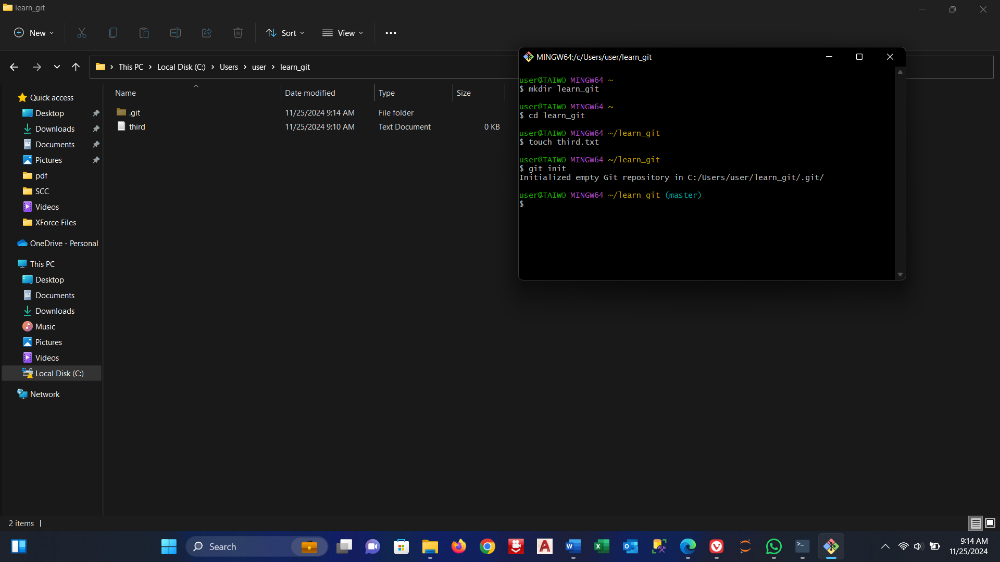 learn_git
New
Sort
View
This PC > Local Disk (C:) > Users > user > learn_git
Quick access
Desktop
Downloads
Documents
Pictures
pdf
SCC
Videos
XForce Files
OneDrive - Personal
This PC
Desktop
Documents
Downloads
Music
Pictures
Videos
Local Disk (C:)
Network
Name Date modified Type Size
.git 11/25/2024 9:14 AM File folder
third 11/25/2024 9:10 AM Text Document 0 KB
MINGW64:/c/Users/user/learn_git
user@TAIWO MINGW64 ~
$ mkdir learn_git
user@TAIWO MINGW64 ~
$ cd learn_git
user@TAIWO MINGW64 ~/learn_git
$ touch third.txt
user@TAIWO MINGW64 ~/learn_git
$ git init
Initialized empty Git repository in C:/Users/user/learn_git/.git/
user@TAIWO MINGW64 ~/learn_git (master)
$
2 items
Search
9:14 AM
11/25/2024